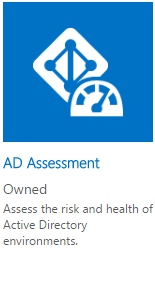 AD Assessment
Owned
Assess the risk and health of
Active Directory
environments.